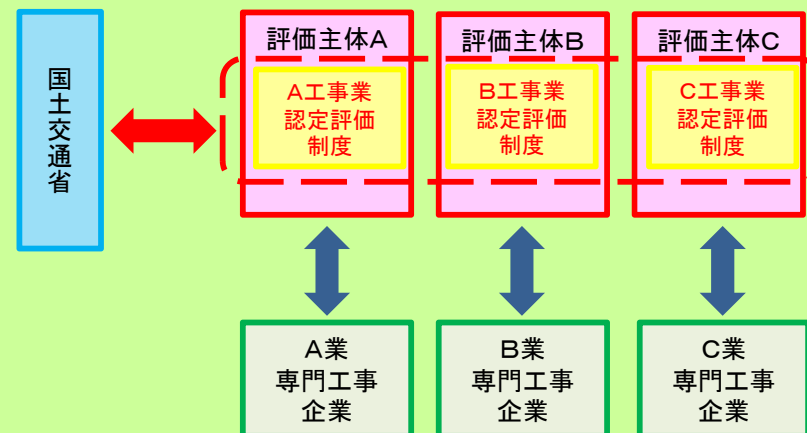 国土交通省
評価主体A
A工事業
認定評価
制度
評価主体B
B工事業
認定評価
制度
評価主体C
C工事業
認定評価
制度
A業
専門工事
企業
B業
専門工事
企業
C業
専門工事
企業